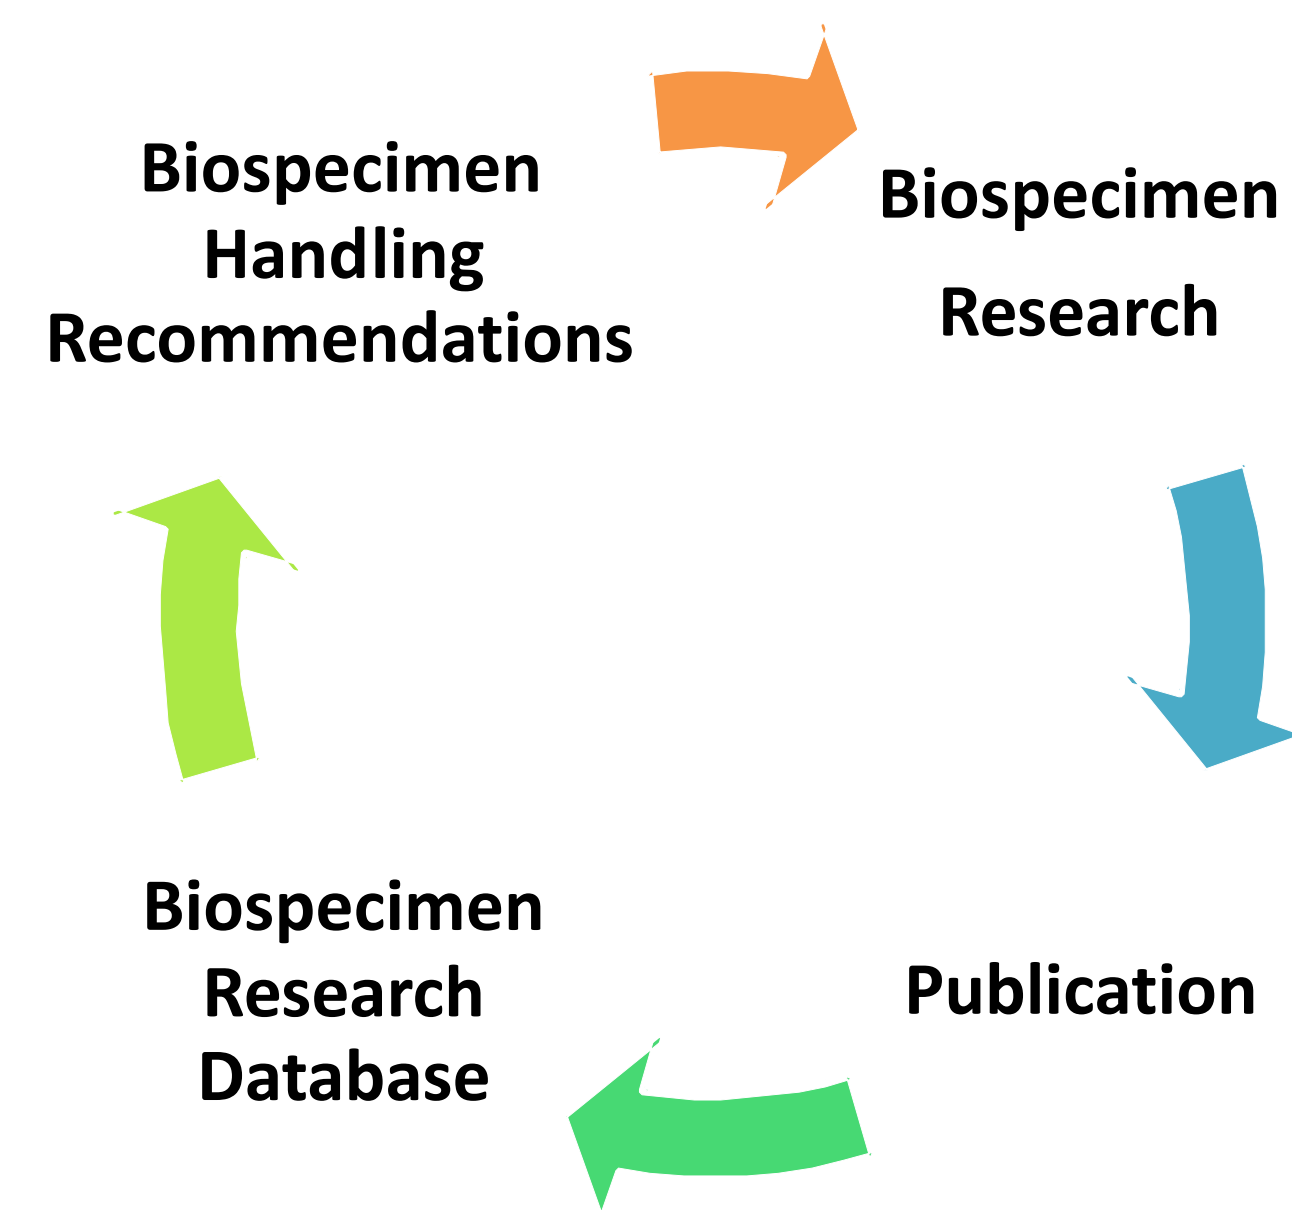 Biospecimen
Handling
Recommendations
Biospecimen
Research
Publication
Biospecimen
Research
Database